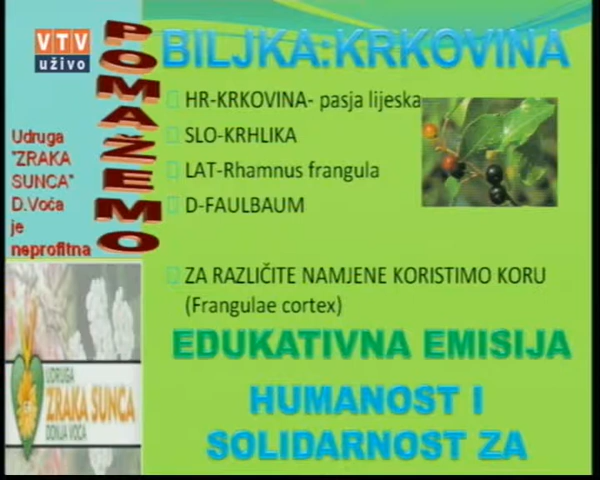 VTV
uživo
POMAŽEMO
Udruga
"ZRAKA
SUNCA"
D.Voća
je
neprofitna
UDRUGA
ZRAKA SUNCA
DONJA VOĆA
BILJKA:KRKOVINA
HR-KRKOVINA- pasja lijeska
SLO-KRHLIKA
LAT-Rhamnus frangula
D-FAULBAUM
ZA RAZLIČITE NAMJENE KORISTIMO KORU
(Frangulae cortex)
EDUKATIVNA EMISIJA
HUMANOST I
SOLIDARNOST ZA